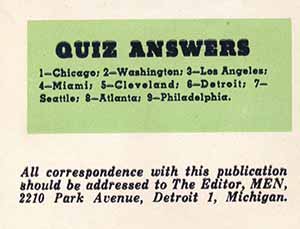 QUIZ ANSWERS
1—Chicago; 2—Washington; 3—Los Angeles;
4—Miami; 5—Cleveland; 6—Detroit; 7—
Seattle; 8—Atlanta; 9—Philadelphia.
All correspondence with this publication
should be addressed to The Editor, MEN,
2210 Park Avenue, Detroit 1, Michigan.